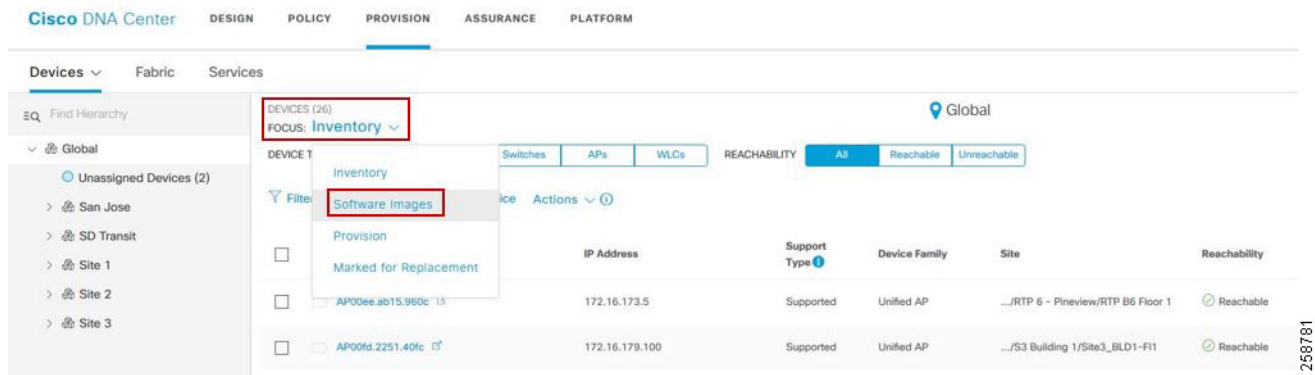 Cisco DNA Center DESIGN POLICY PROVISION ASSURANCE PLATFORM
Devices Fabric Services
Find Hierarchy
Global
Unassigned Devices (2)
San Jose
SD Transit
Site 1
Site 2
Site 3
DEVICES (26)
FOCUS: Inventory
Global
DEVICE T Switches APs WLCs REACHABILITY All Reachable Unreachable
Inventory
Software Images
Provision
Marked for Replacement
Filte ice Actions
IP Address Support Type Device Family Site Reachability
AP00ee.ab15.960c 172.16.173.5 Supported Unified AP .../RTP 6 - Pineview/RTP B6 Floor 1 Reachable
AP00fd.2251.40fc 172.16.179.100 Supported Unified AP .../S3 Building 1/Site3_BLD1-Fl1 Reachable
258781